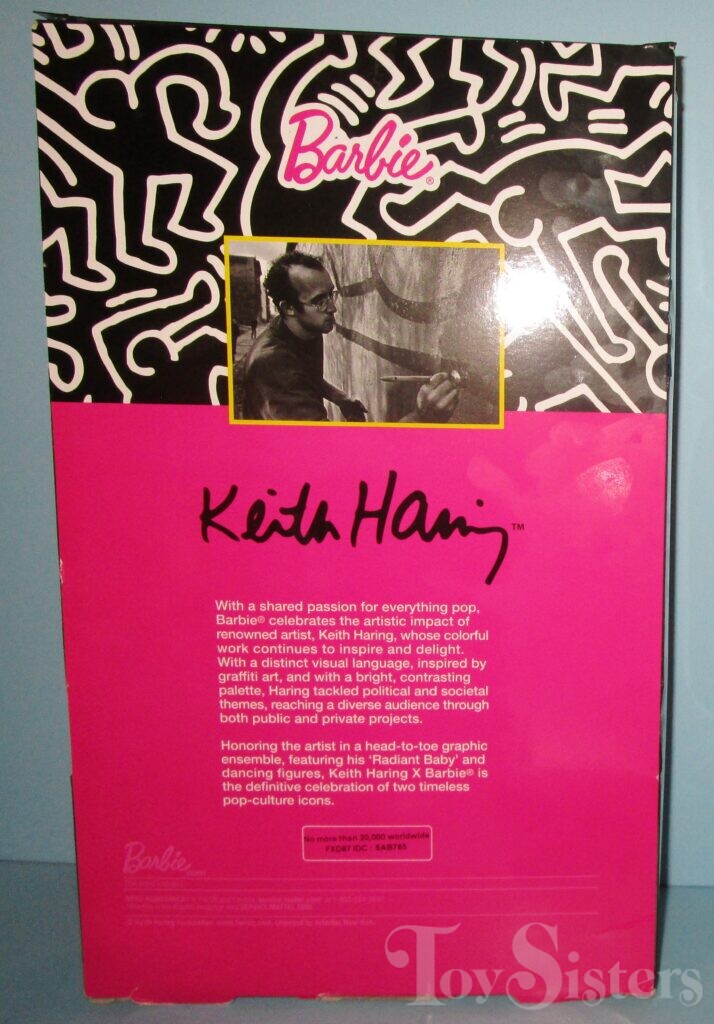 Barbie®
Keith Haring™
With a shared passion for everything pop,
Barbie® celebrates the artistic impact of
renowned artist, Keith Haring, whose colorful
work continues to inspire and delight.
With a distinct visual language, inspired by
graffiti art, and with a bright, contrasting
palette, Haring tackled political and societal
themes, reaching a diverse audience through
both public and private projects.
Honoring the artist in a head-to-toe graphic
ensemble, featuring his 'Radiant Baby' and
dancing figures, Keith Haring X Barbie® is
the definitive celebration of two timeless
pop-culture icons.
No more than 20,000 worldwide
FXD87 IDC : 8AB765
Barbie.com
ToySisters